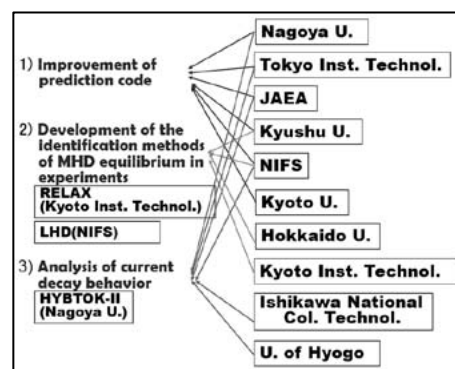 1) Improvement of
prediction code
2) Development of the
identification methods
of MHD equilibrium in
experiments
RELAX
(Kyoto Inst. Technol.)
LHD(NIFS)
3) Analysis of current
decay behavior
HYBTOK-II
(Nagoya U.)
Nagoya U.
Tokyo Inst. Technol.
JAEA
Kyushu U.
NIFS
Kyoto U.
Hokkaido U.
Kyoto Inst. Technol.
Ishikawa National
Col. Technol.
U. of Hyogo